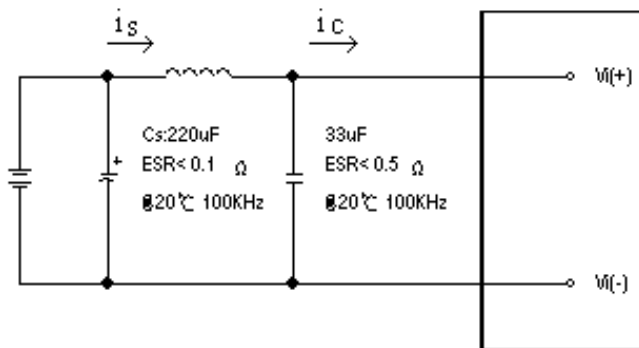 is
ic
Vi(+)
Cs:220uF
ESR< 0.1 Ω
@20℃ 100KHz
+
33uF
ESR< 0.5 Ω
@20℃ 100KHz
Vi(-)